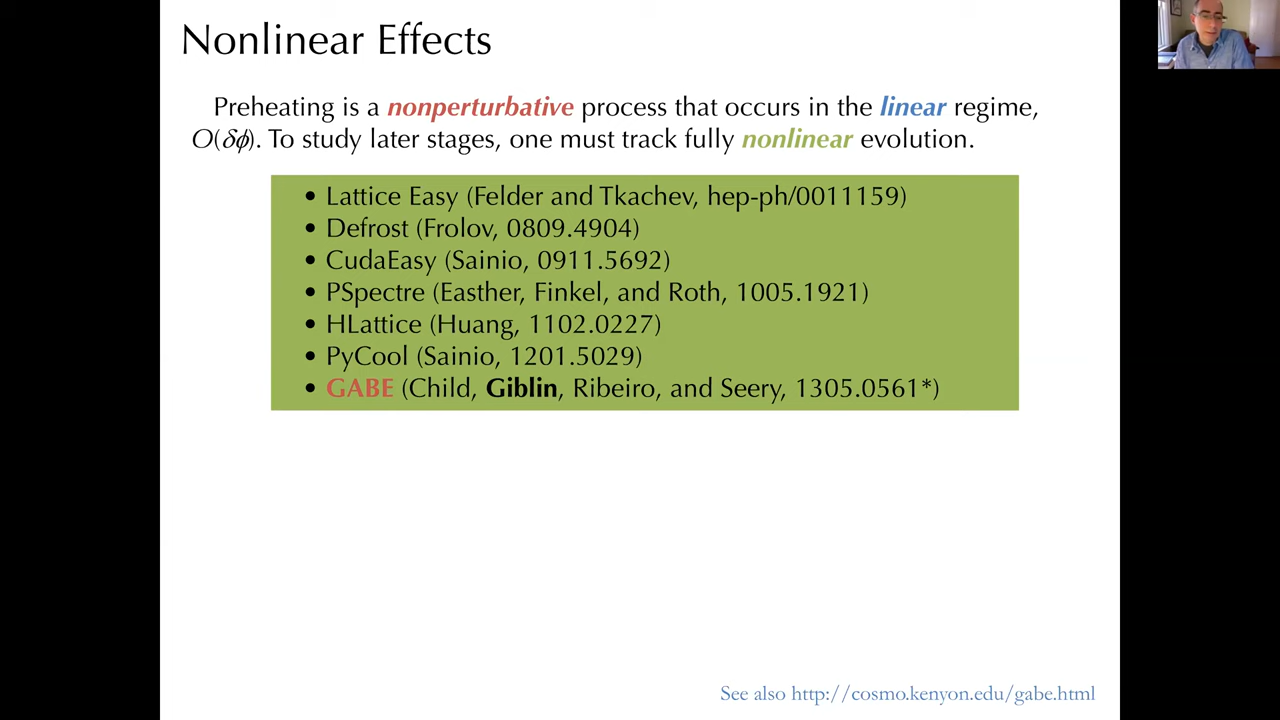 Nonlinear Effects
Preheating is a nonperturbative process that occurs in the linear regime,
O(δϕ). To study later stages, one must track fully nonlinear evolution.
• Lattice Easy (Felder and Tkachev, hep-ph/0011159)
• Defrost (Frolov, 0809.4904)
• CudaEasy (Sainio, 0911.5692)
• PSpectre (Easther, Finkel, and Roth, 1005.1921)
• HLattice (Huang, 1102.0227)
• PyCool (Sainio, 1201.5029)
• GABE (Child, Giblin, Ribeiro, and Seery, 1305.0561*)
See also http://cosmo.kenyon.edu/gabe.html